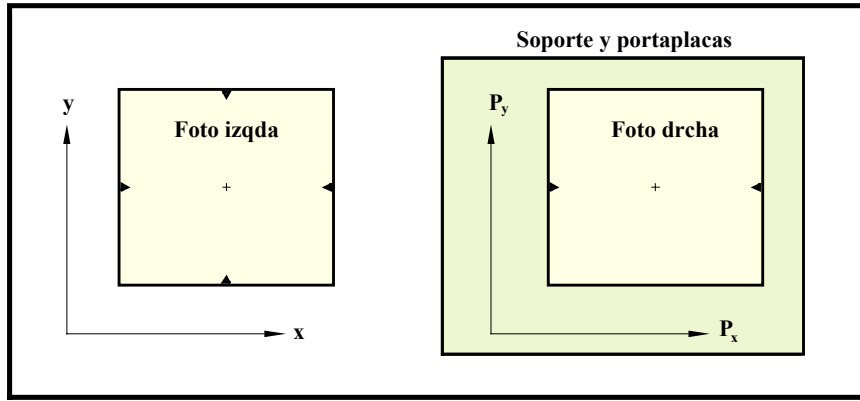 Soporte y portaplacas
y
Foto izqda
x
P_y
Foto drcha
P_x